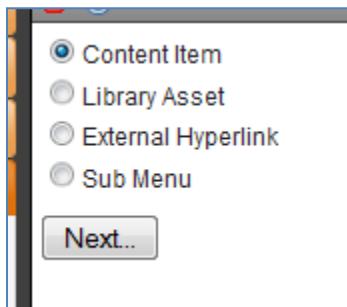 Content Item
Library Asset
External Hyperlink
Sub Menu
Next...